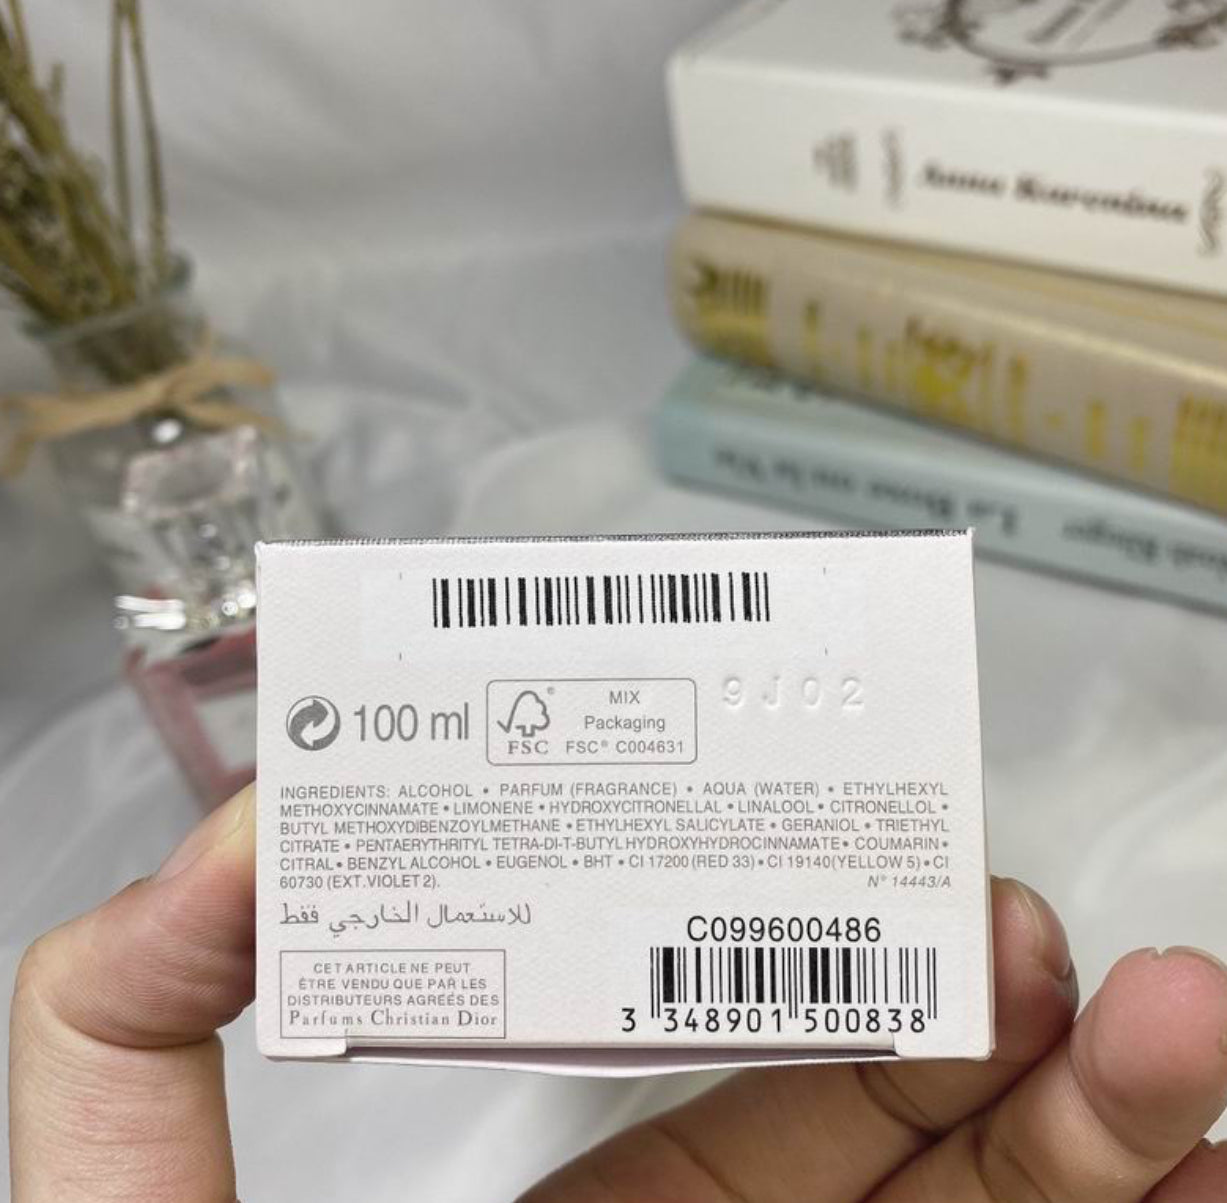 Anna Karenina
9J02
100 ml
FSC
MIX
Packaging
FSC® C004631
INGREDIENTS: ALCOHOL • PARFUM (FRAGRANCE) • AQUA (WATER) • ETHYLHEXYL
METHOXYCINNAMATE • LIMONENE • HYDROXYCITRONELLAL • LINALOOL • CITRONELLOL •
BUTYL METHOXYDIBENZOYLMETHANE • ETHYLHEXYL SALICYLATE • GERANIOL • TRIETHYL
CITRATE • PENTAERYTHRITYL TETRA-DI-T-BUTYL HYDROXYHYDROCINNAMATE • COUMARIN •
CITRAL • BENZYL ALCOHOL • EUGENOL • BHT • CI 17200 (RED 33) • CI 19140 (YELLOW 5) • CI
60730 (EXT.VIOLET 2).
N° 14443/A
للاستعمال الخارجي فقط
CET ARTICLE NE PEUT
ÊTRE VENDU QUE PAR LES
DISTRIBUTEURS AGRÉÉS DES
Parfums Christian Dior
C099600486
3 348901 500838